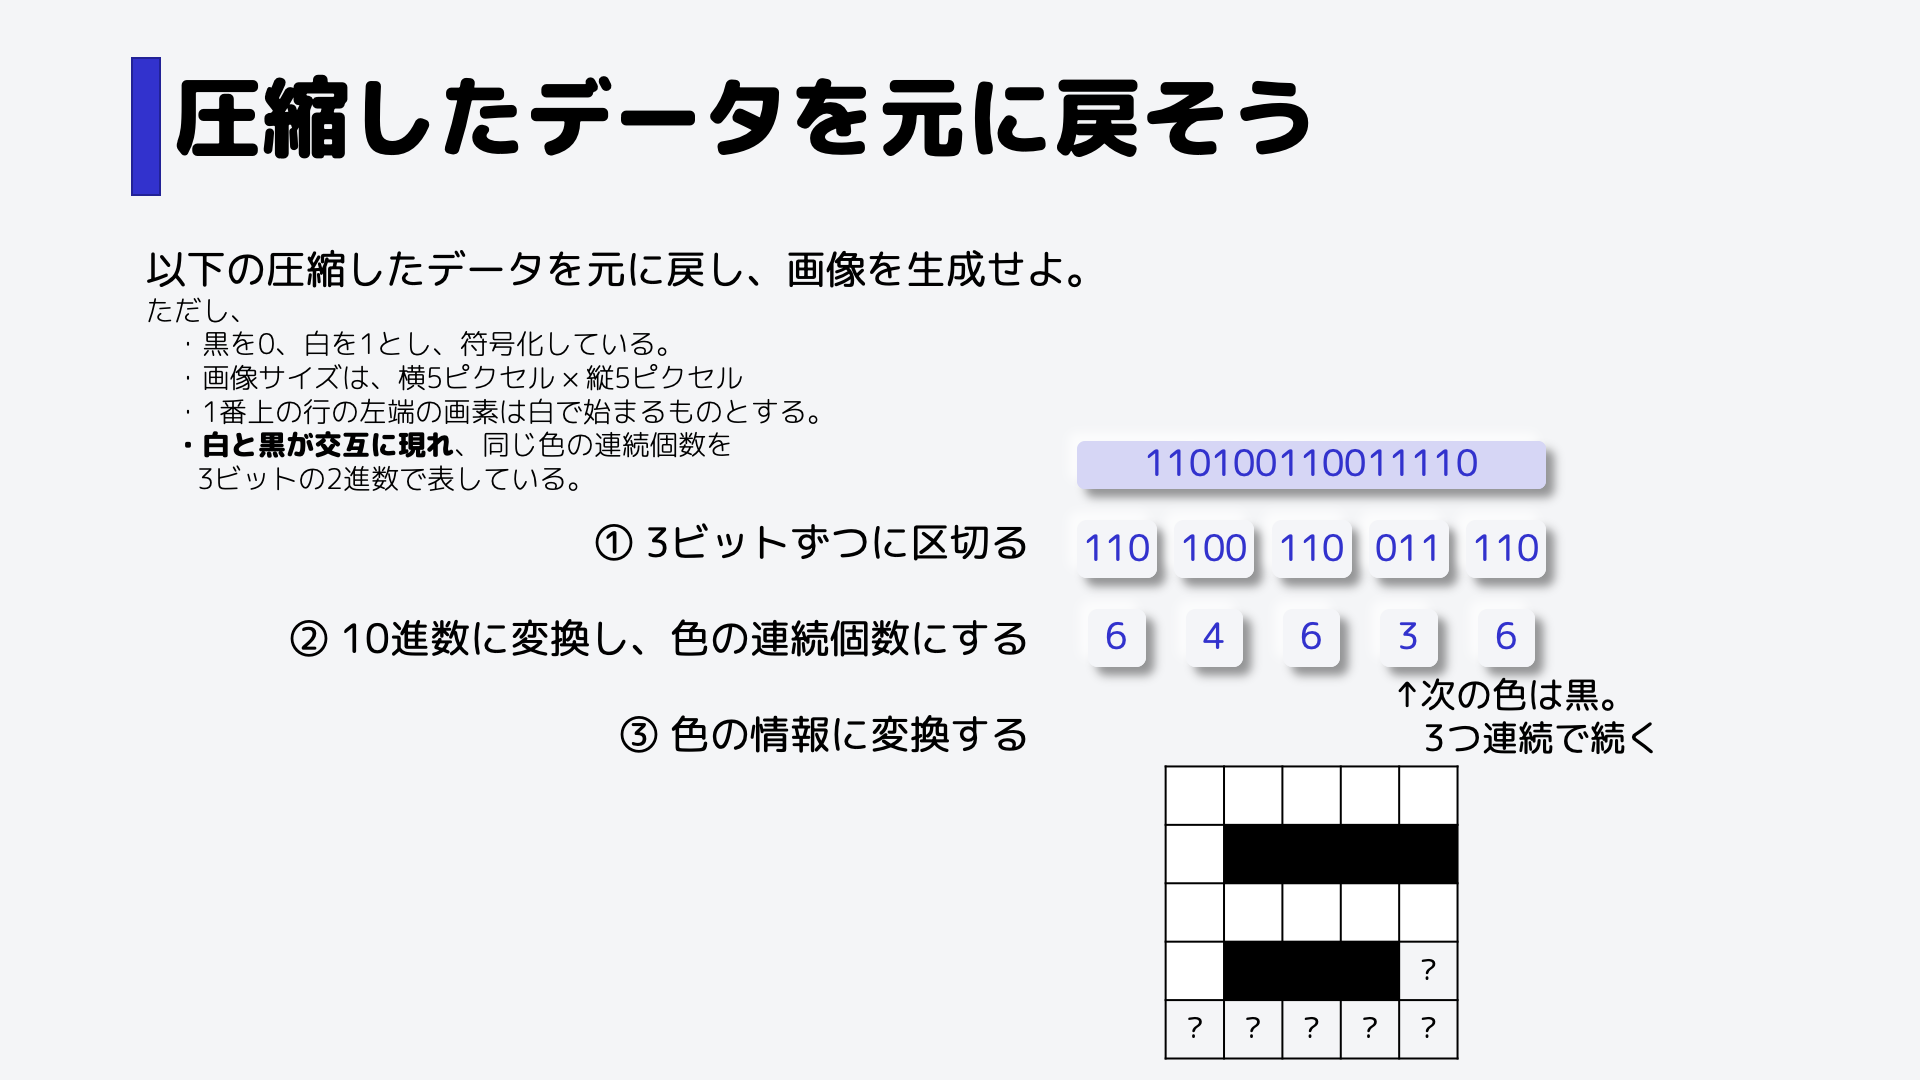 圧縮したデータを元に戻そう
以下の圧縮したデータを元に戻し、画像を生成せよ。
ただし、
・黒を0、白を1とし、符号化している。
・画像サイズは、横5ピクセル × 縦5ピクセル
・1番上の行の左端の画素は白で始まるものとする。
・白と黒が交互に現れ、同じ色の連続個数を
3ビットの2進数で表している。
110100110011110
① 3ビットずつに区切る
110 100 110 011 110
② 10進数に変換し、色の連続個数にする
6 4 6 3 6
↑次の色は黒。
3つ連続で続く
③ 色の情報に変換する
?
? ? ? ? ?